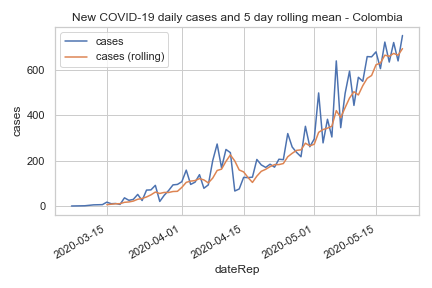 New COVID-19 daily cases and 5 day rolling mean - Colombia
cases
cases (rolling)
cases
600
400
200
0
2020-03-15
2020-04-01
2020-04-15
2020-05-01
2020-05-15
dateRep